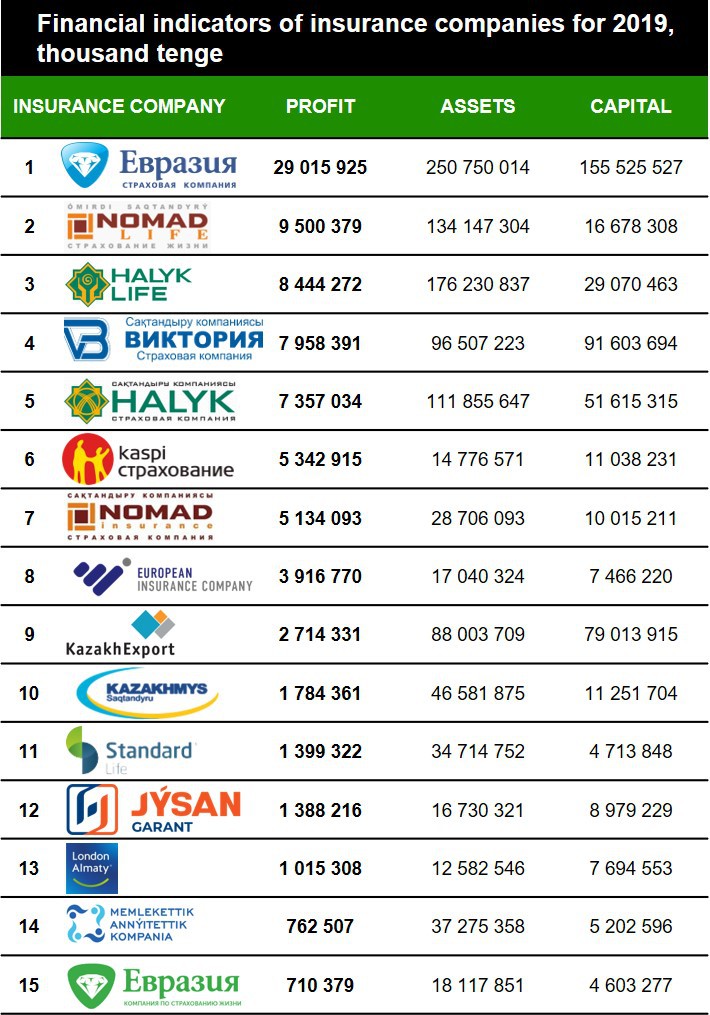 Financial indicators of insurance companies for 2019,
thousand tenge
INSURANCE COMPANY PROFIT ASSETS CAPITAL
1 Евразия 29 015 925 250 750 014 155 525 527
СТРАХОВАЯ КОМПАНИЯ
ÓMIRDI SAQTANDYRÝ
2 NOMAD 9 500 379 134 147 304 16 678 308
LIFE
СТРАХОВАНИЕ ЖИЗНИ
3 HALYK 8 444 272 176 230 837 29 070 463
LIFE
Сақтандыру компаниясы
4 ВИКТОРИЯ 7 958 391 96 507 223 91 603 694
Страховая компания
САҚТАНДЫРУ КОМПАНИЯСЫ
5 HALYK 7 357 034 111 855 647 51 615 315
СТРАХОВАЯ КОМПАНИЯ
6 kaspi 5 342 915 14 776 571 11 038 231
страхование
САҚТАНДЫРУ КОМПАНИЯСЫ
7 NOMAD 5 134 093 28 706 093 10 015 211
insurance
СТРАХОВАЯ КОМПАНИЯ
8 EUROPEAN 3 916 770 17 040 324 7 466 220
INSURANCE COMPANY
9 KazakhExport 2 714 331 88 003 709 79 013 915
10 KAZAKHMYS 1 784 361 46 581 875 11 251 704
Saqtandyru
11 Standard 1 399 322 34 714 752 4 713 848
Life
12 JÝSAN 1 388 216 16 730 321 8 979 229
GARANT
13 London 1 015 308 12 582 546 7 694 553
Almaty
14 MEMLEKETTIK 762 507 37 275 358 5 202 596
ANNÝITETTIK
KOMPANIA
15 Евразия 710 379 18 117 851 4 603 277
КОМПАНИЯ ПО СТРАХОВАНИЮ ЖИЗНИ